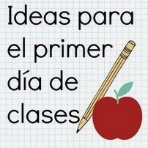 Ideas para
el primer
día de
clases